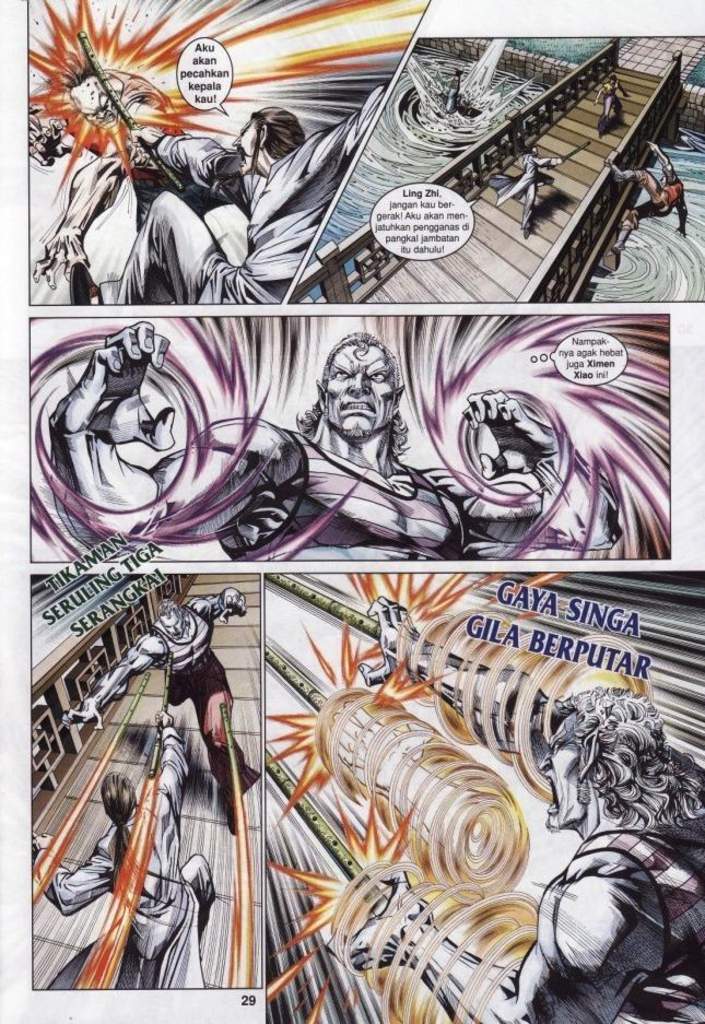 Aku
akan
pecahkan
kepala
kau!
Ling Zhi,
jangan kau ber-
gerak! Aku akan men-
jatuhkan pengganas di
pangkal jambatan
itu dahulu!
Nampak-
nya agak hebat
juga Ximen
Xiao ini!
TIKAMAN
SERULING TIGA
SERANGKAI
GAYA SINGA
GILA BERPUTAR
29